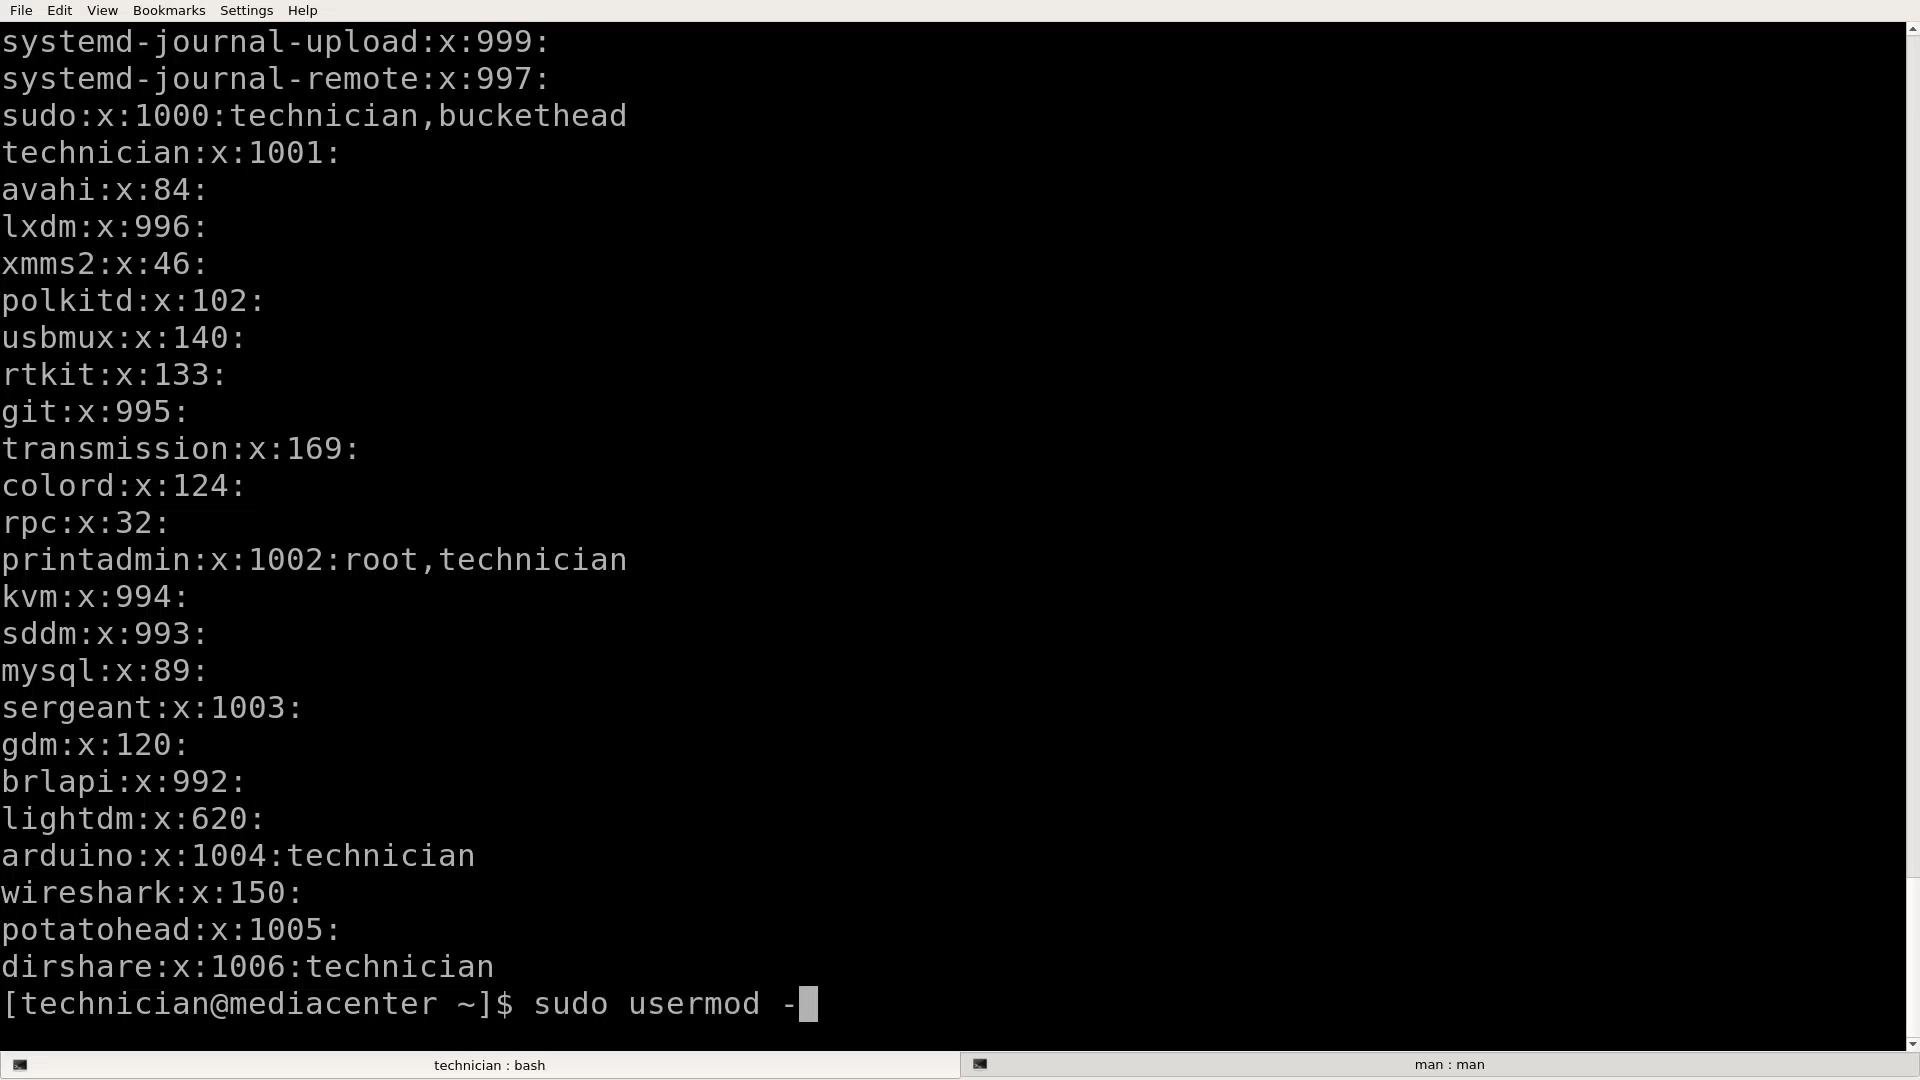 File Edit View Bookmarks Settings Help
systemd-journal-upload:x:999:
systemd-journal-remote:x:997:
sudo:x:1000:technician,buckethead
technician:x:1001:
avahi:x:84:
lxdm:x:996:
xmms2:x:46:
polkitd:x:102:
usbmux:x:140:
rtkit:x:133:
git:x:995:
transmission:x:169:
colord:x:124:
rpc:x:32:
printadmin:x:1002:root,technician
kvm:x:994:
sddm:x:993:
mysql:x:89:
sergeant:x:1003:
gdm:x:120:
brlapi:x:992:
lightdm:x:620:
arduino:x:1004:technician
wireshark:x:150:
potatohead:x:1005:
dirshare:x:1006:technician
[technician@mediacenter ~]$ sudo usermod -
technician : bash man : man